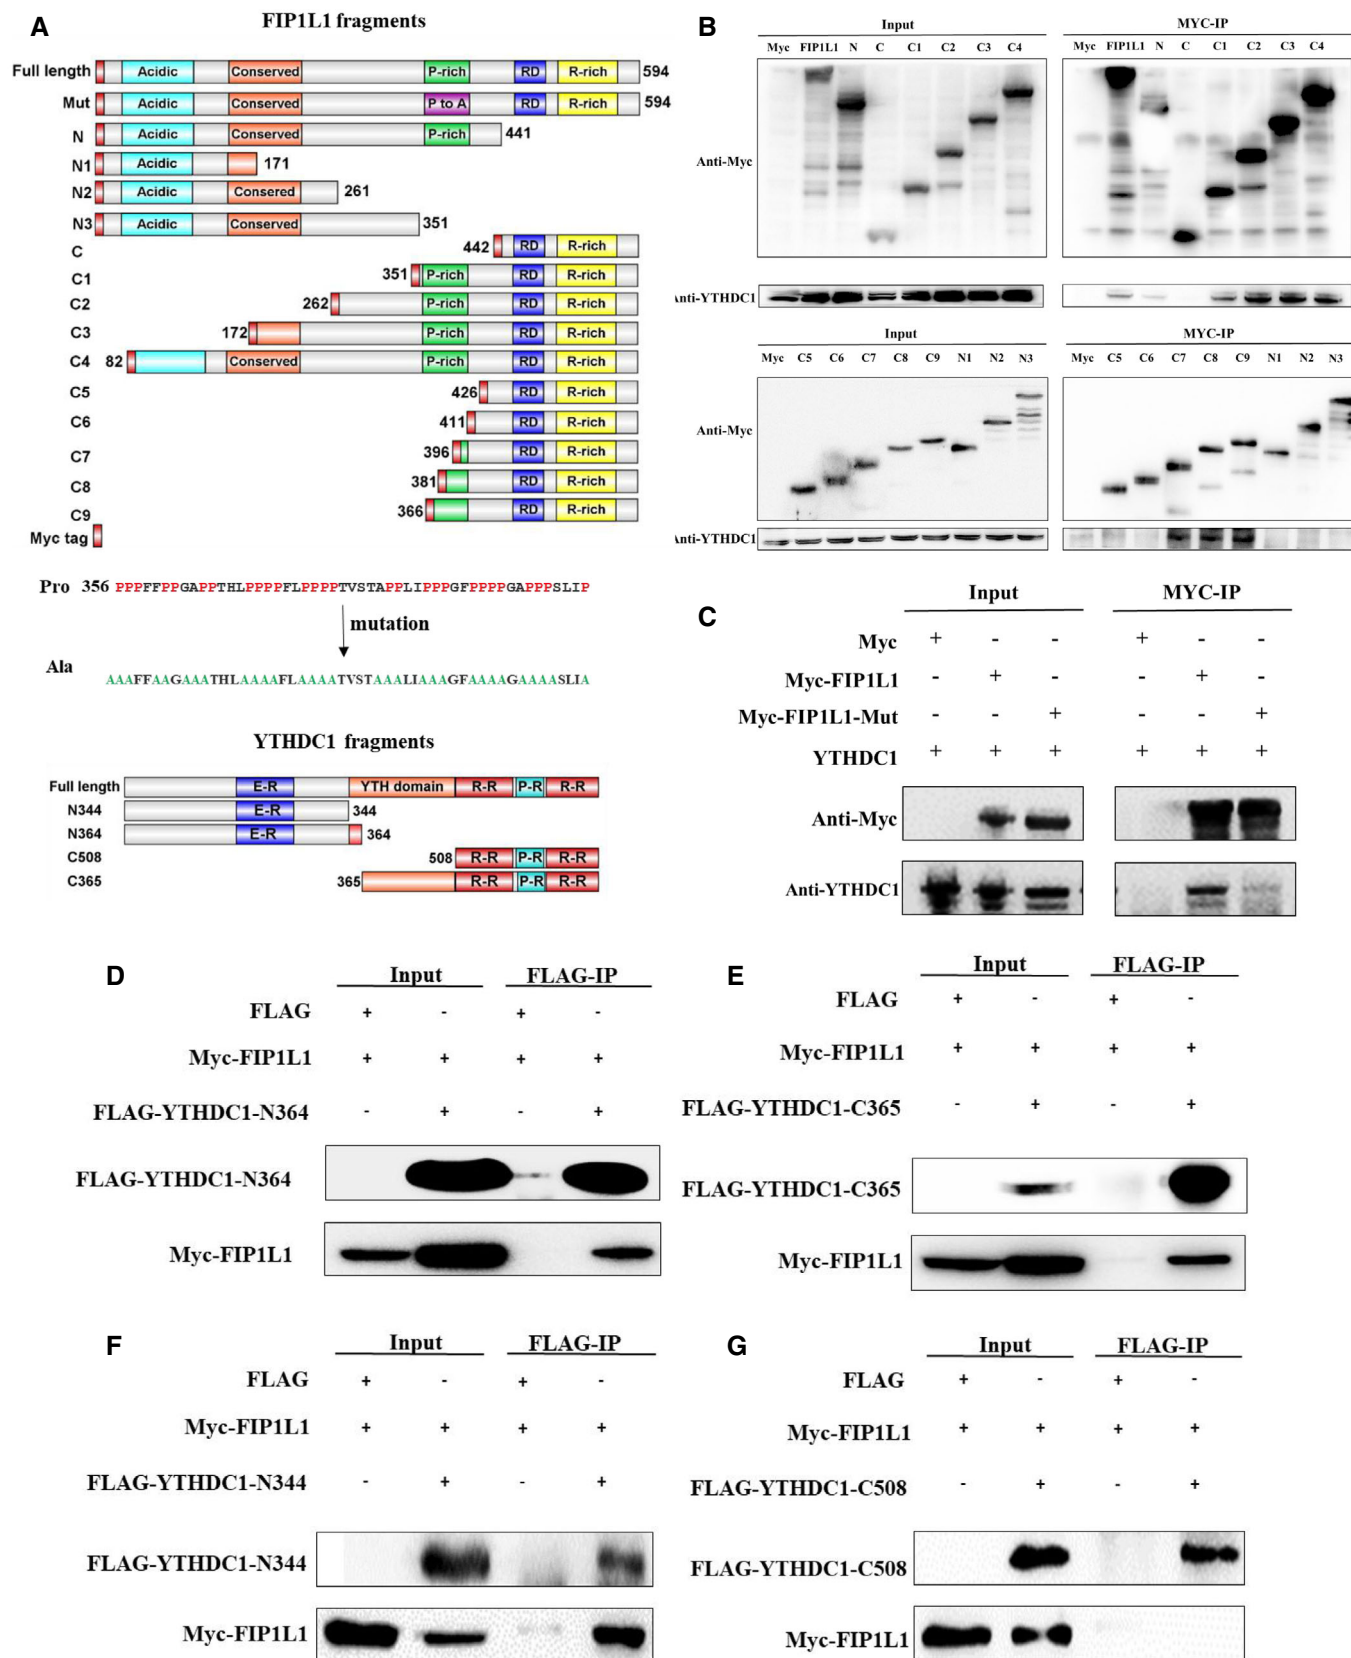 A
FIP1L1 fragments
Full length Acidic Conserved P-rich RD R-rich 594
Mut Acidic Conserved P to A RD R-rich 594
N Acidic Conserved P-rich 441
N1 Acidic 171
N2 Acidic Consered 261
N3 Acidic Conserved 351
C 442 RD R-rich
C1 351 P-rich RD R-rich
C2 262 P-rich RD R-rich
C3 172 P-rich RD R-rich
C4 82 Conserved P-rich RD R-rich
C5 426 RD R-rich
C6 411 RD R-rich
C7 396 RD R-rich
C8 381 RD R-rich
C9 366 RD R-rich
Myc tag
Pro 356 PPPFFPPGAPPTHLPPPPFLPPPPTVSTAPPLIPPPGFPPPPGAPPPSLIP
mutation
Ala
AAAFFAAGAAATHLAAAAFLAAAATVSTAAALIAAAGFAAAAGAAAASLIA
YTHDC1 fragments
Full length E-R YTH domain R-R P-R R-R
N344 E-R 344
N364 E-R 364
C508 508 R-R P-R R-R
C365 365 R-R P-R R-R
B
Input MYC-IP
Myc FIP1L1 N C C1 C2 C3 C4 Myc FIP1L1 N C C1 C2 C3 C4
Anti-Myc
Anti-YTHDC1
Input MYC-IP
Myc C5 C6 C7 C8 C9 N1 N2 N3 Myc C5 C6 C7 C8 C9 N1 N2 N3
Anti-Myc
Anti-YTHDC1
C
Input MYC-IP
Myc + - - + - -
Myc-FIP1L1 - + - - + -
Myc-FIP1L1-Mut - - + - - +
YTHDC1 + + + + + +
Anti-Myc
Anti-YTHDC1
D
Input FLAG-IP
FLAG + - + -
Myc-FIP1L1 + + + +
FLAG-YTHDC1-N364 - + - +
FLAG-YTHDC1-N364
Myc-FIP1L1
E
Input FLAG-IP
FLAG + - + -
Myc-FIP1L1 + + + +
FLAG-YTHDC1-C365 - + - +
FLAG-YTHDC1-C365
Myc-FIP1L1
F
Input FLAG-IP
FLAG + - + -
Myc-FIP1L1 + + + +
FLAG-YTHDC1-N344 - + - +
FLAG-YTHDC1-N344
Myc-FIP1L1
G
Input FLAG-IP
FLAG + - + -
Myc-FIP1L1 + + + +
FLAG-YTHDC1-C508 - + - +
FLAG-YTHDC1-C508
Myc-FIP1L1